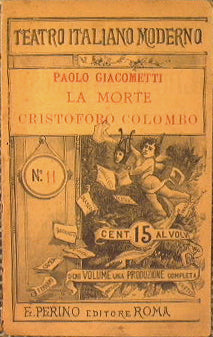 TEATRO ITALIANO MODERNO
PAOLO GIACOMETTI
LA MORTE
CRISTOFORO COLOMBO
No. 11
CENT. 15 AL VOL.
OGNI VOLUME UNA PRODUZIONE COMPLETA
E. PERINO EDITORE ROMA